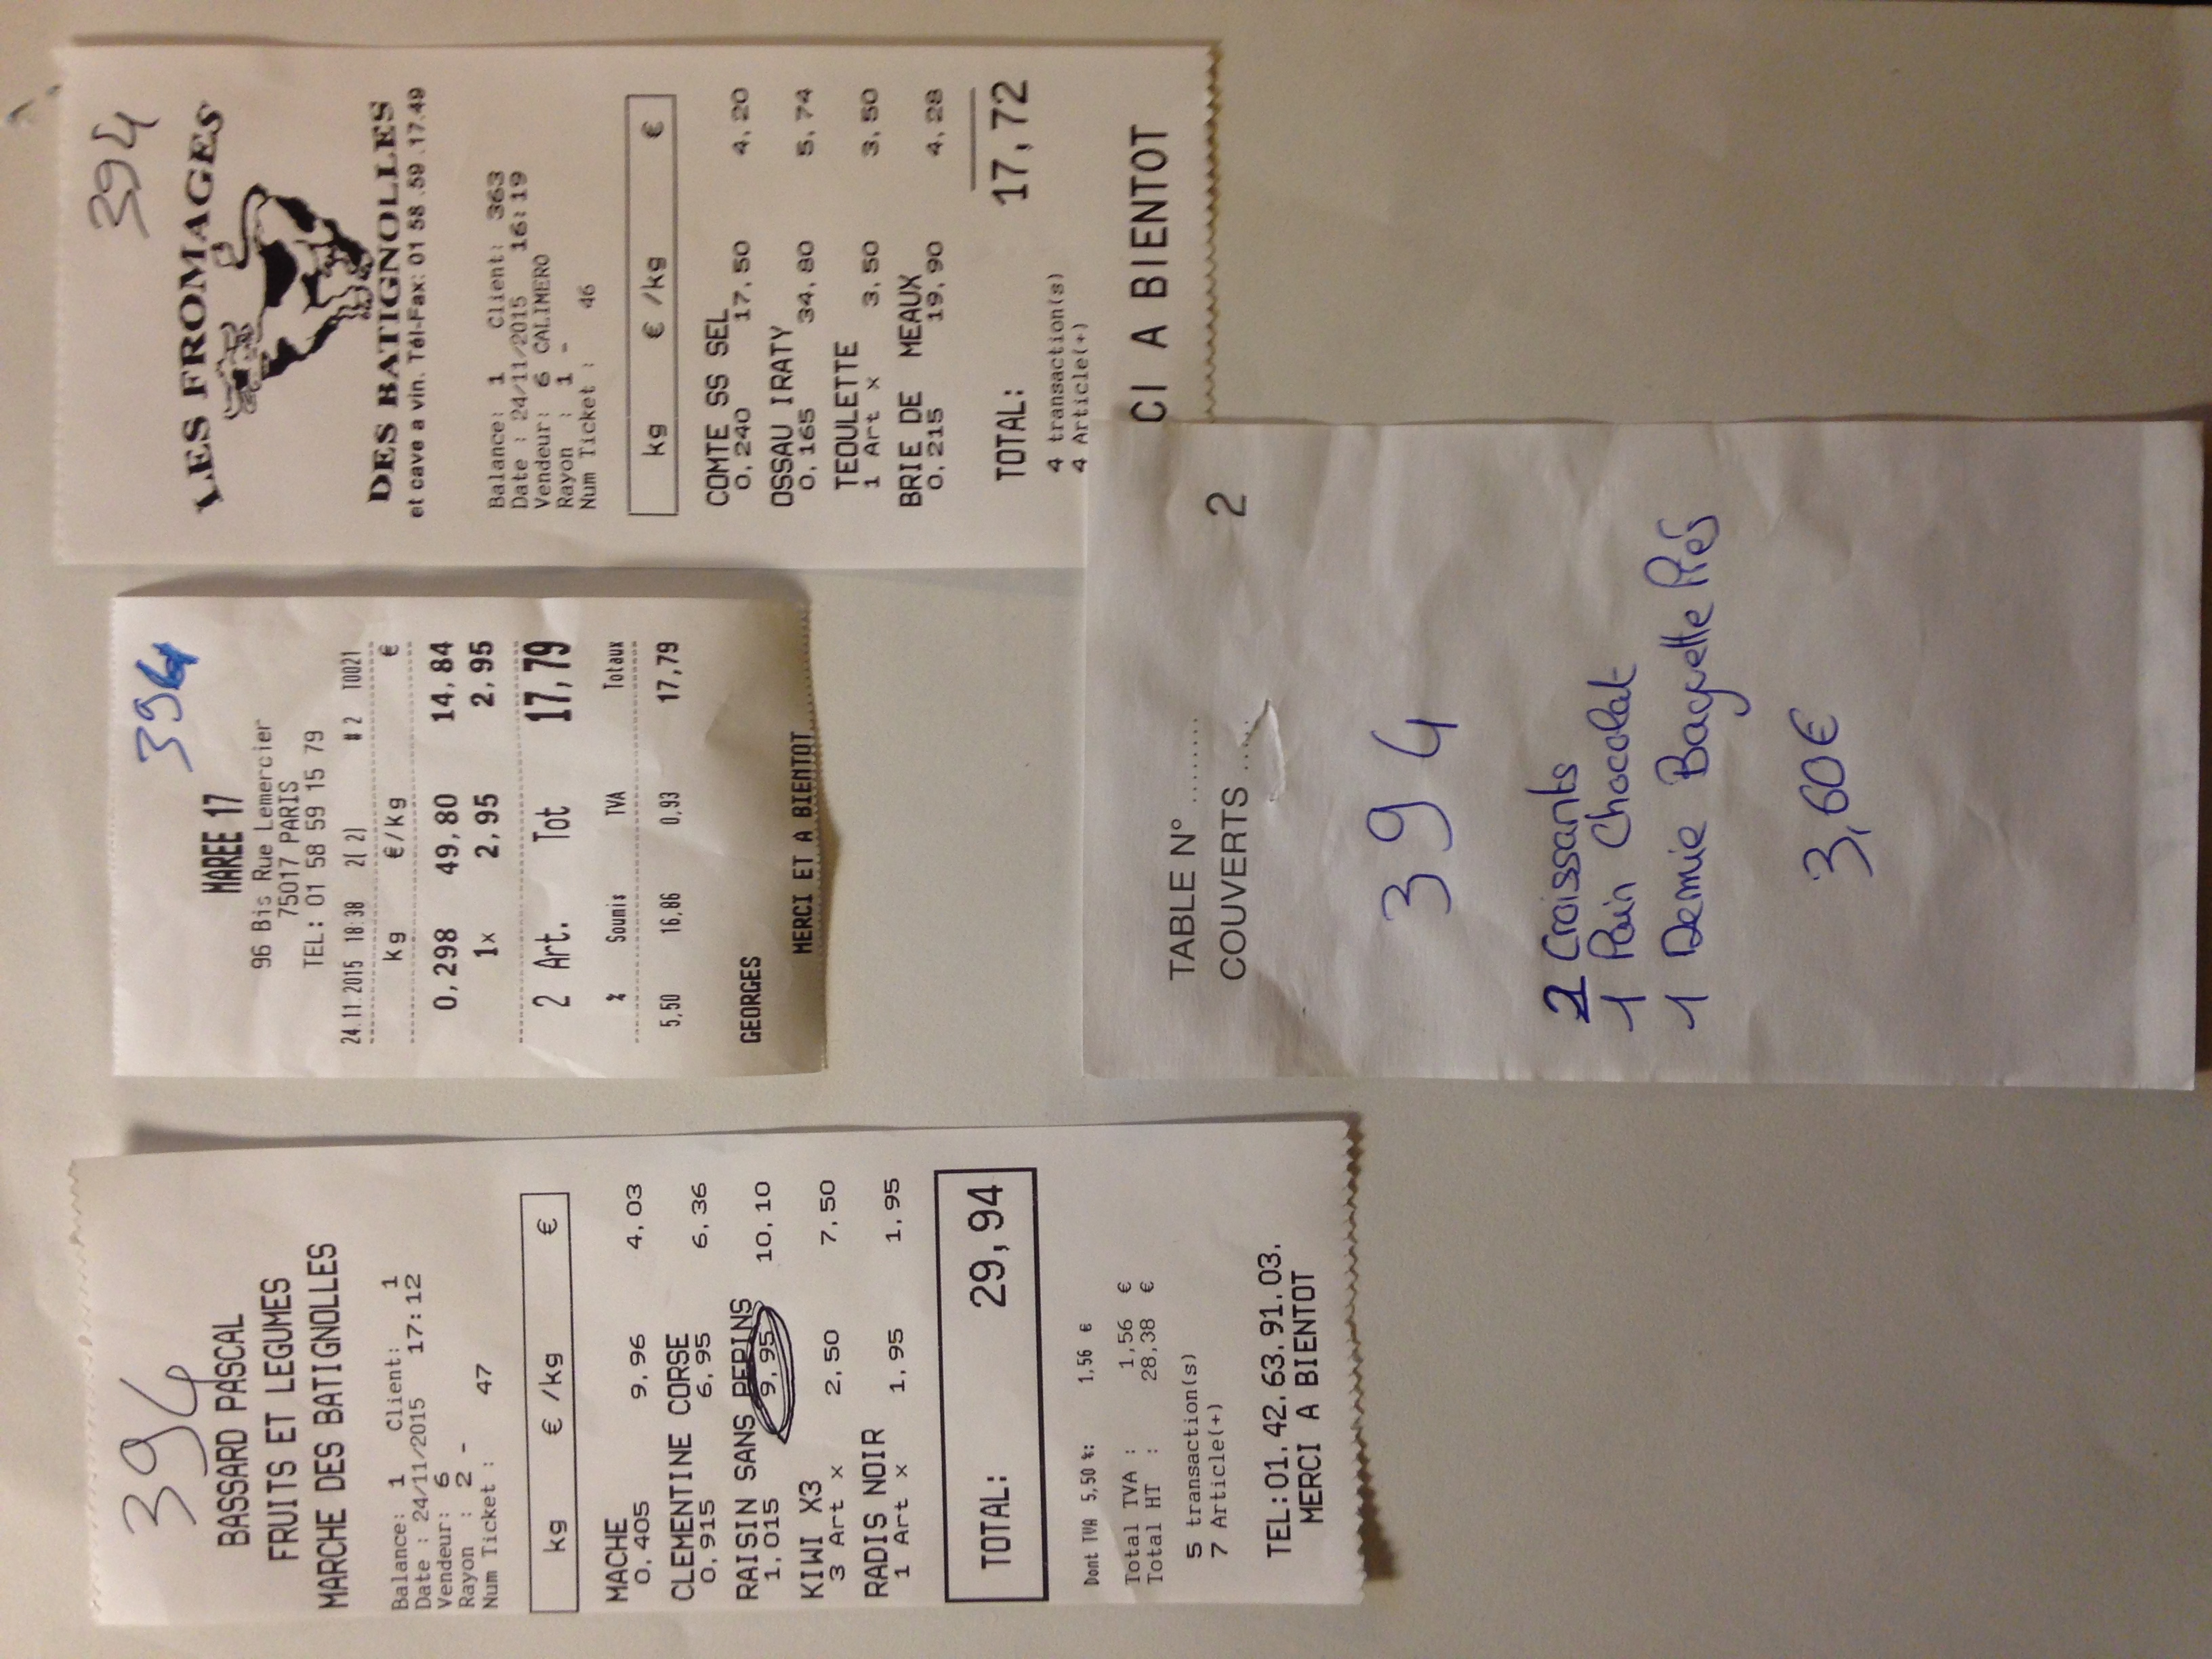 394
BASSARD PASCAL
FRUITS ET LEGUMES
MARCHE DES BATIGNOLLES
Balance: 1 Client: 1
Date : 24/11/2015 17:12
Vendeur: 6
Rayon : 2 -
Num Ticket : 47
kg € /kg €
MACHE
0,405 9,96 4,03
CLEMENTINE CORSE
0,915 6,95 6,36
RAISIN SANS PEPINS
1,015 9,95 10,10
KIWI X3
3 Art x 2,50 7,50
RADIS NOIR
1 Art x 1,95 1,95
TOTAL: 29,94
Dont TVA 5,50 %: 1,56 €
Total TVA : 1,56 €
Total HT : 28,38 €
5 transaction(s)
7 Article(+)
TEL:01.42.63.91.03.
MERCI A BIENTOT
394
MAREE 17
96 Bis Rue Lemercier
75017 PARIS
TEL: 01 58 59 15 79
24.11.2015 18:38 2( 2) # 2 T0021
kg €/kg €
0,298 49,80 14,84
1x 2,95 2,95
2 Art. Tot 17,79
% Soumis TVA Totaux
5,50 16,86 0,93 17,79
GEORGES
MERCI ET A BIENTOT..........
394
LES FROMAGES
DES BATIGNOLLES
et cave a vin. Tél-Fax: 01 58 .59 .17.49
Balance: 1 Client: 363
Date : 24/11/2015 16:19
Vendeur: 6 CALIMERO
Rayon : 1 -
Num Ticket : 46
kg € /kg €
COMTE SS SEL
0,240 17,50 4,20
OSSAU IRATY
0,165 34,80 5,74
TEOULETTE
1 Art x 3,50 3,50
BRIE DE MEAUX
0,215 19,90 4,28
TOTAL: 17,72
4 transaction(s)
4 Article(+)
CI A BIENTOT
TABLE N° ........
COUVERTS ..... 2
394
2 Croissants
1 Pain Chocolat
1 Demie Baguette Prés
3,60€